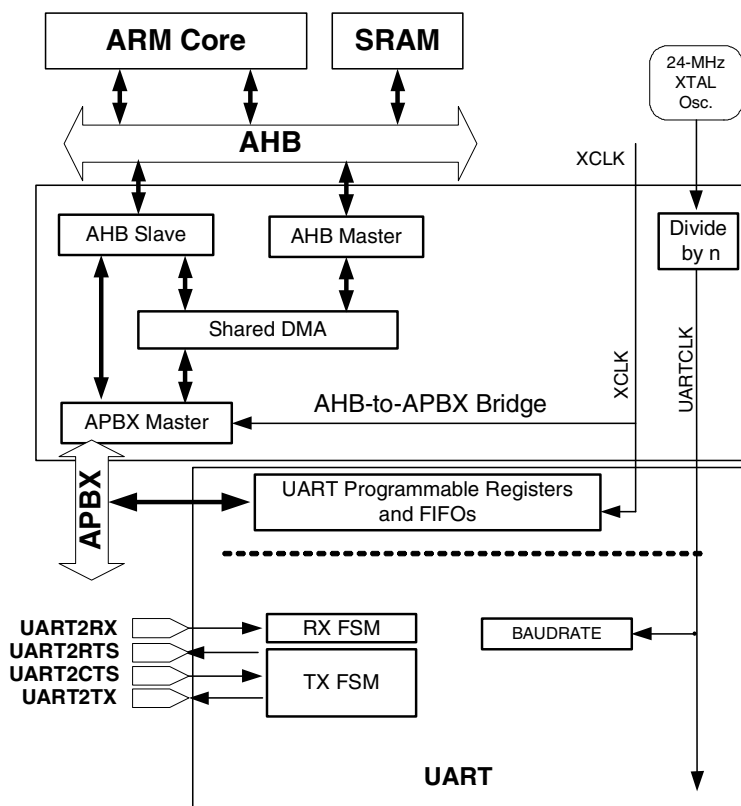 ARM Core
SRAM
24-MHz
XTAL
Osc.
AHB
XCLK
AHB Slave
AHB Master
Divide
by n
Shared DMA
XCLK
UARTCLK
APBX Master
AHB-to-APBX Bridge
APBX
UART Programmable Registers
and FIFOs
UART2RX
RX FSM
BAUDRATE
UART2RTS
UART2CTS
TX FSM
UART2TX
UART